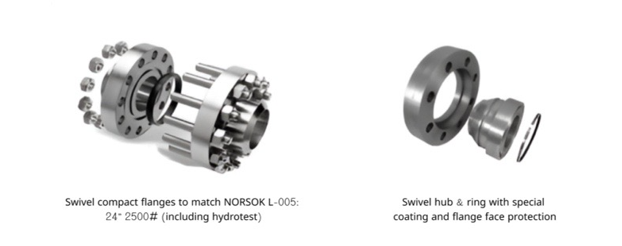 Swivel compact flanges to match NORSOK L-005:
24" 2500# (including hydrotest)
Swivel hub & ring with special
coating and flange face protection